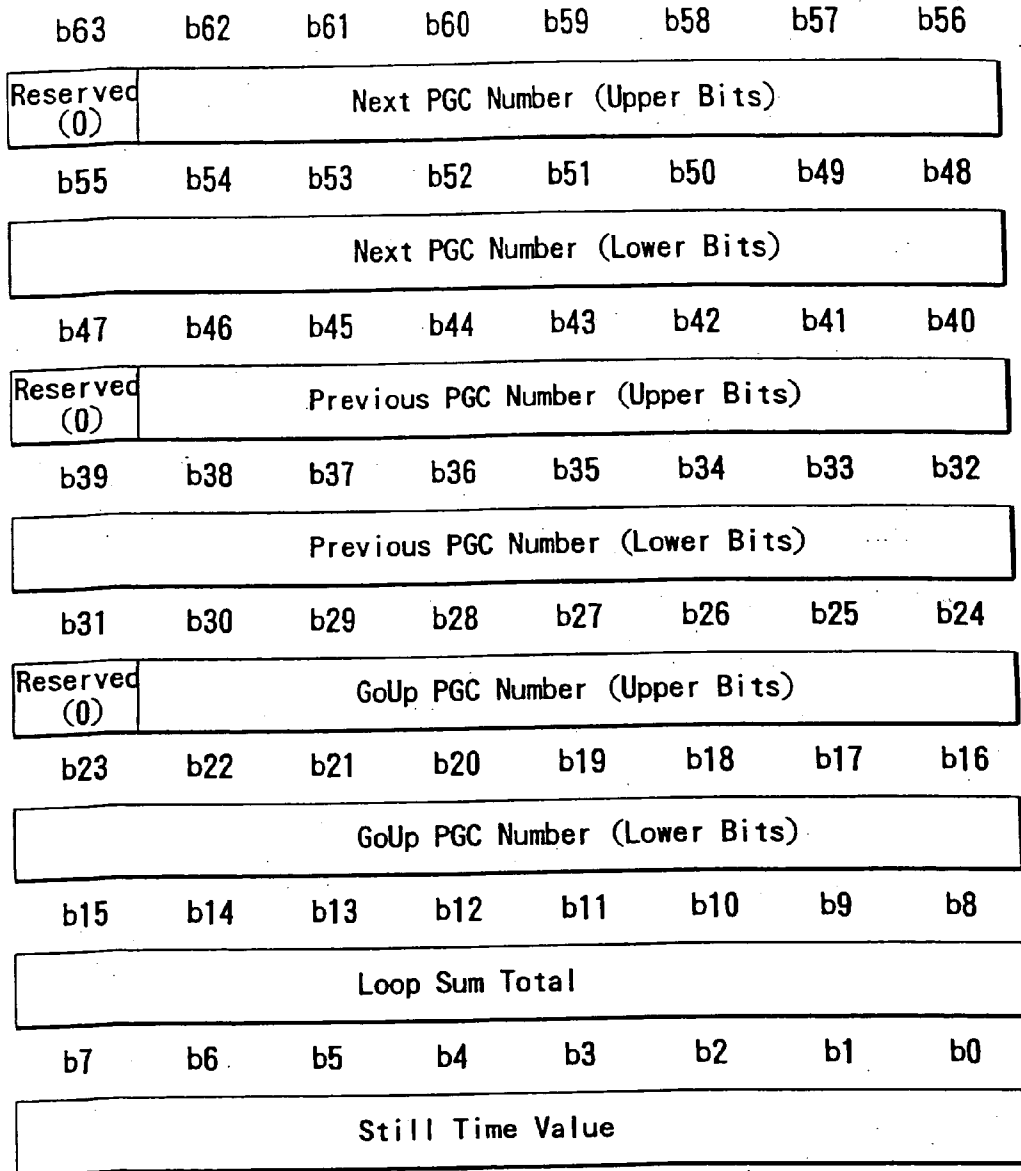 b63 b62 b61 b60 b59 b58 b57 b56
Reserved
(0)
Next PGC Number (Upper Bits)
b55 b54 b53 b52 b51 b50 b49 b48
Next PGC Number (Lower Bits)
b47 b46 b45 b44 b43 b42 b41 b40
Reserved
(0)
Previous PGC Number (Upper Bits)
b39 b38 b37 b36 b35 b34 b33 b32
Previous PGC Number (Lower Bits)
b31 b30 b29 b28 b27 b26 b25 b24
Reserved
(0)
GoUp PGC Number (Upper Bits)
b23 b22 b21 b20 b19 b18 b17 b16
GoUp PGC Number (Lower Bits)
b15 b14 b13 b12 b11 b10 b9 b8
Loop Sum Total
b7 b6 b5 b4 b3 b2 b1 b0
Still Time Value